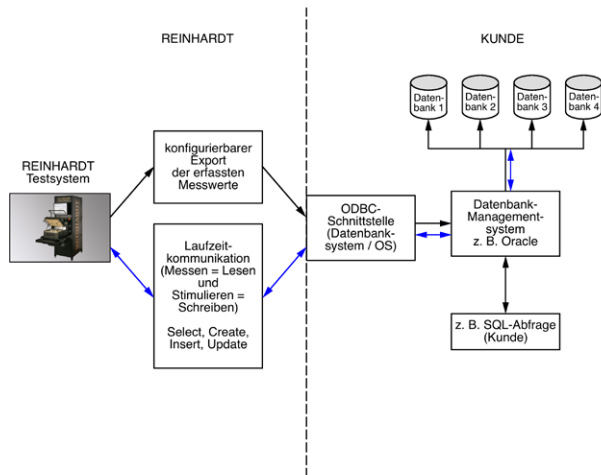 REINHARDT
KUNDE
Daten-
bank 1
Daten-
bank 2
Daten-
bank 3
Daten-
bank 4
konfigurierbarer
Export
der erfassten
Messwerte
REINHARDT
Testsystem
ODBC-
Schnittstelle
(Datenbank-
system / OS)
Datenbank-
Management-
system
z. B. Oracle
Laufzeit-
kommunikation
(Messen = Lesen
und
Stimulieren =
Schreiben)
Select, Create,
Insert, Update
z. B. SQL-Abfrage
(Kunde)